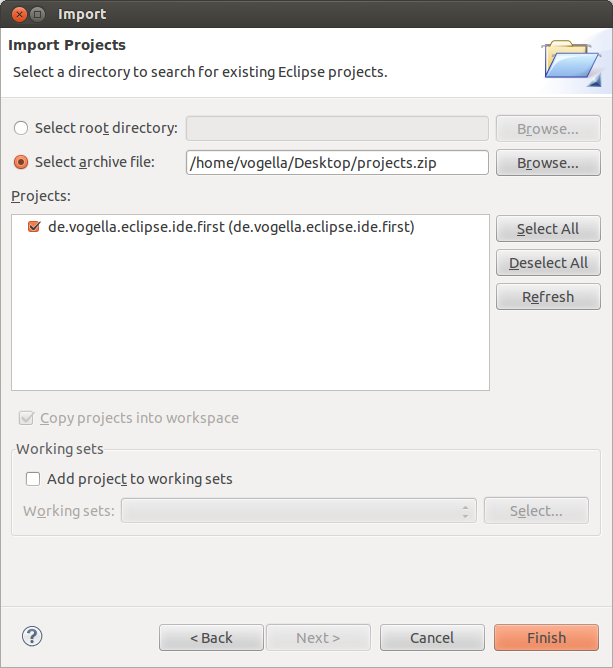 Import
Import Projects
Select a directory to search for existing Eclipse projects.
Select root directory:
Browse...
Select archive file:
/home/vogella/Desktop/projects.zip
Browse...
Projects:
de.vogella.eclipse.ide.first (de.vogella.eclipse.ide.first)
Select All
Deselect All
Refresh
Copy projects into workspace
Working sets
Add project to working sets
Working sets:
Select...
?
< Back
Next >
Cancel
Finish